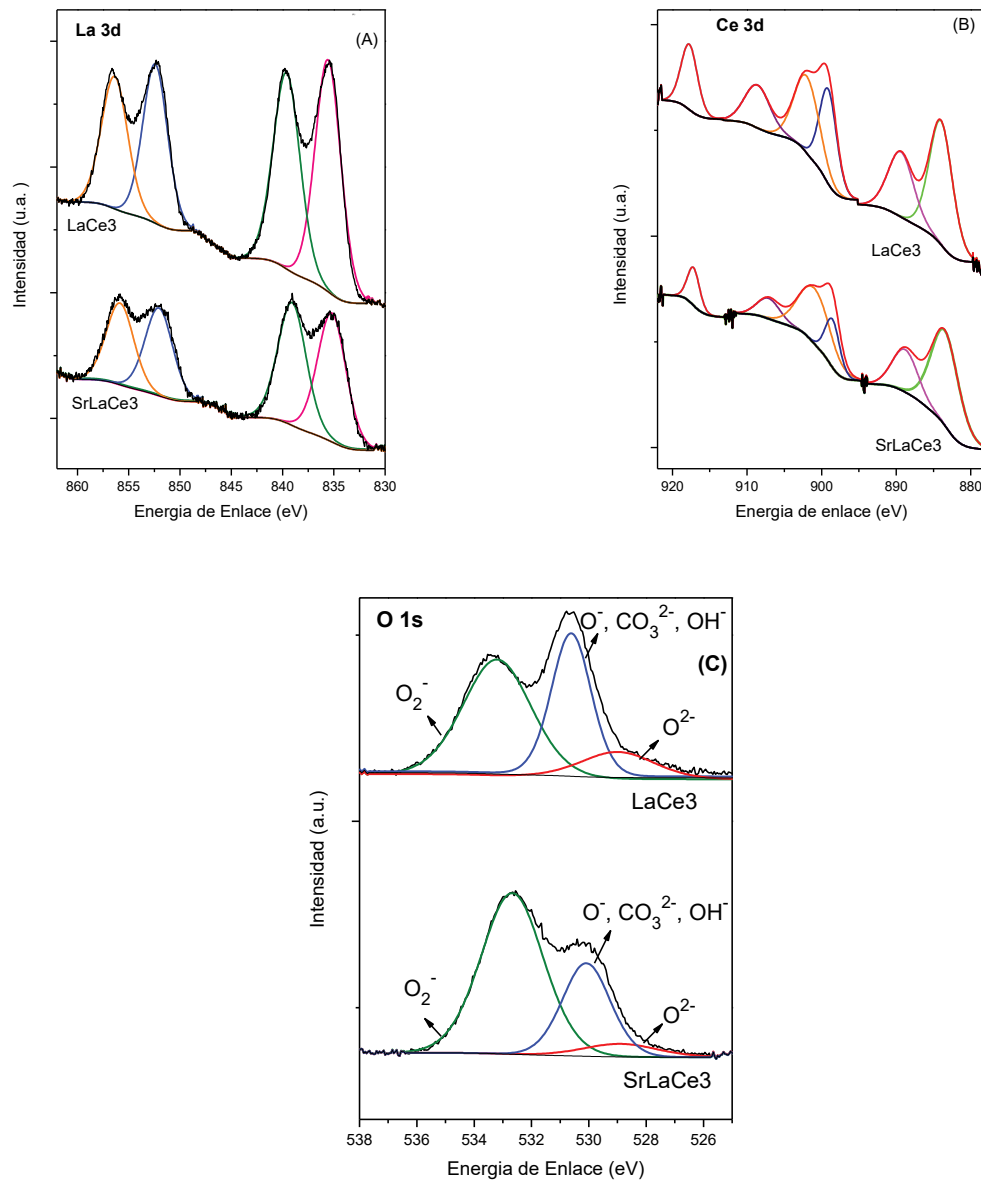 La 3d
(A)
LaCe3
SrLaCe3
Intensidad (u.a. )
860 855 850 845 840 835 830
Energia de Enlace (eV)
Ce 3d
(B)
LaCe3
SrLaCe3
Intensidad (u.a.)
920 910 900 890 880
Energia de enlace (eV)
O 1s
O⁻, CO₃²⁻, OH⁻
(C)
O₂⁻
O²⁻
LaCe3
O⁻, CO₃²⁻, OH⁻
O₂⁻
O²⁻
SrLaCe3
Intensidad (a.u.)
538 536 534 532 530 528 526
Energia de Enlace (eV)